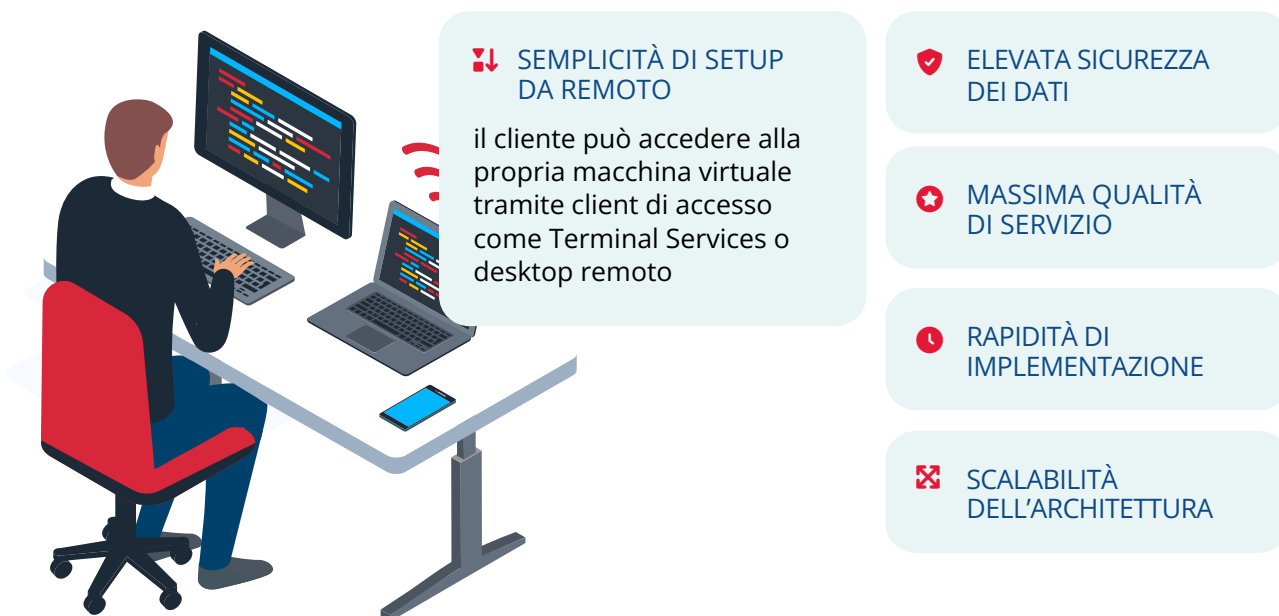 SEMPLICITÀ DI SETUP
DA REMOTO
il cliente può accedere alla
propria macchina virtuale
tramite client di accesso
come Terminal Services o
desktop remoto
ELEVATA SICUREZZA
DEI DATI
MASSIMA QUALITÀ
DI SERVIZIO
RAPIDITÀ DI
IMPLEMENTAZIONE
SCALABILITÀ
DELL’ARCHITETTURA